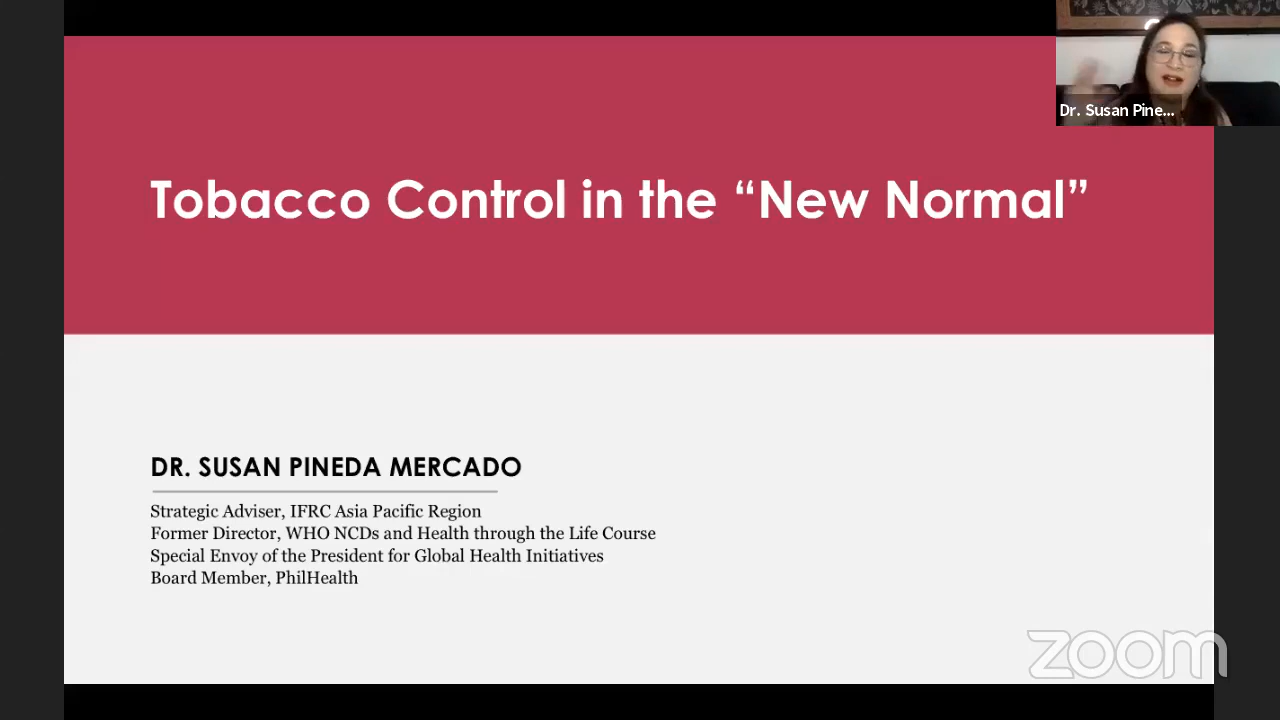 Dr. Susan Pine...
Tobacco Control in the “New Normal”
DR. SUSAN PINEDA MERCADO
Strategic Adviser, IFRC Asia Pacific Region
Former Director, WHO NCDs and Health through the Life Course
Special Envoy of the President for Global Health Initiatives
Board Member, PhilHealth
zoom